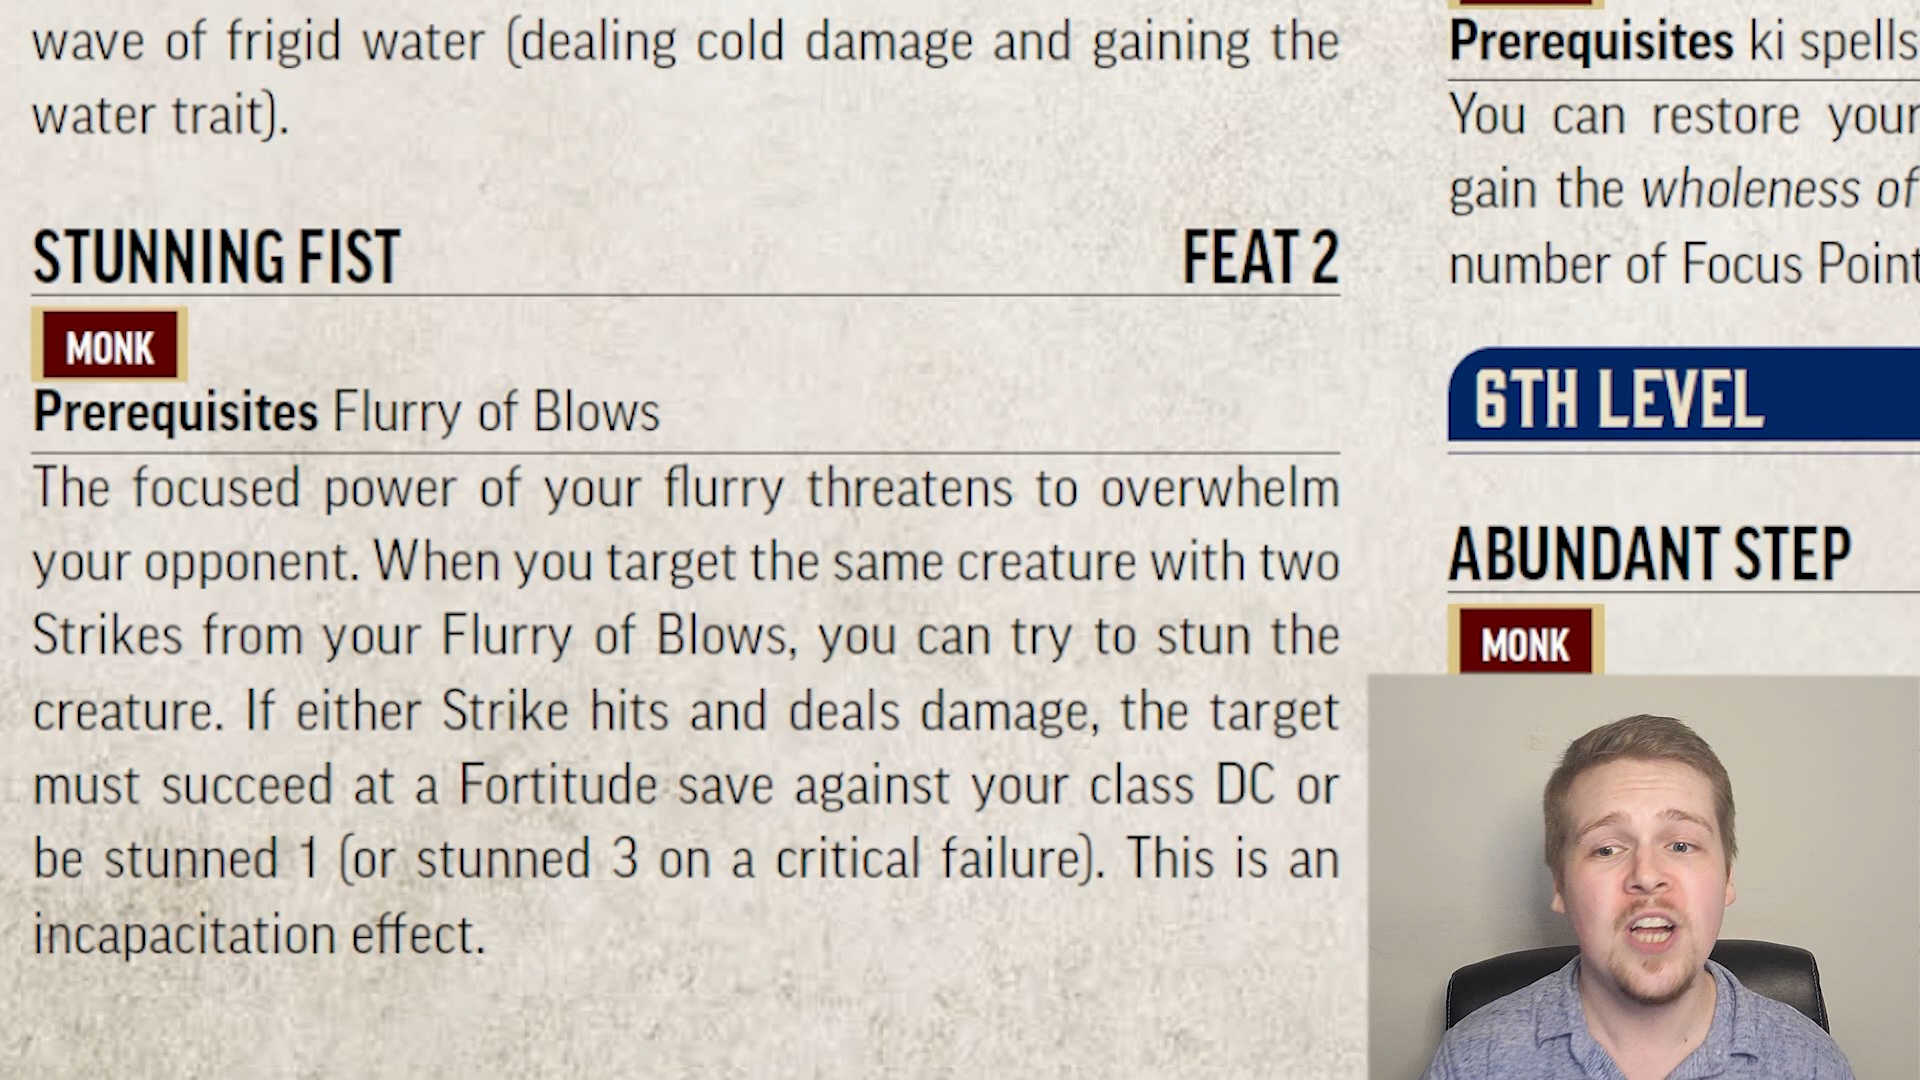 wave of frigid water (dealing cold damage and gaining the
water trait).
STUNNING FIST FEAT 2
MONK
Prerequisites Flurry of Blows
The focused power of your flurry threatens to overwhelm
your opponent. When you target the same creature with two
Strikes from your Flurry of Blows, you can try to stun the
creature. If either Strike hits and deals damage, the target
must succeed at a Fortitude save against your class DC or
be stunned 1 (or stunned 3 on a critical failure). This is an
incapacitation effect.
Prerequisites ki spells
You can restore your
gain the wholeness of
number of Focus Point
6TH LEVEL
ABUNDANT STEP
MONK